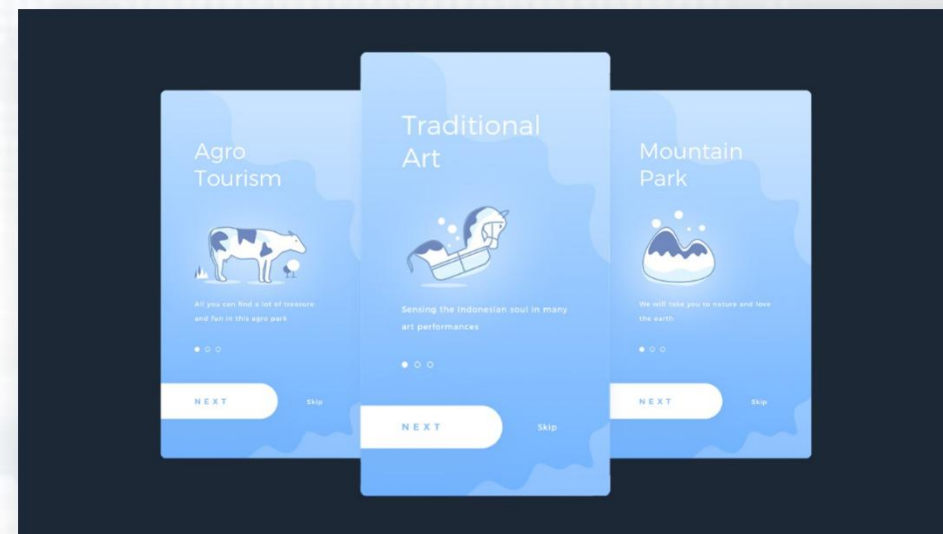 Agro
Tourism
All you can find a lot of treasure
and fun in this agro park
NEXT
Skip
Traditional
Art
Sensing the Indonesian soul in many
art performances
NEXT
Skip
Mountain
Park
We will take you to nature and love
the earth
NEXT
Skip